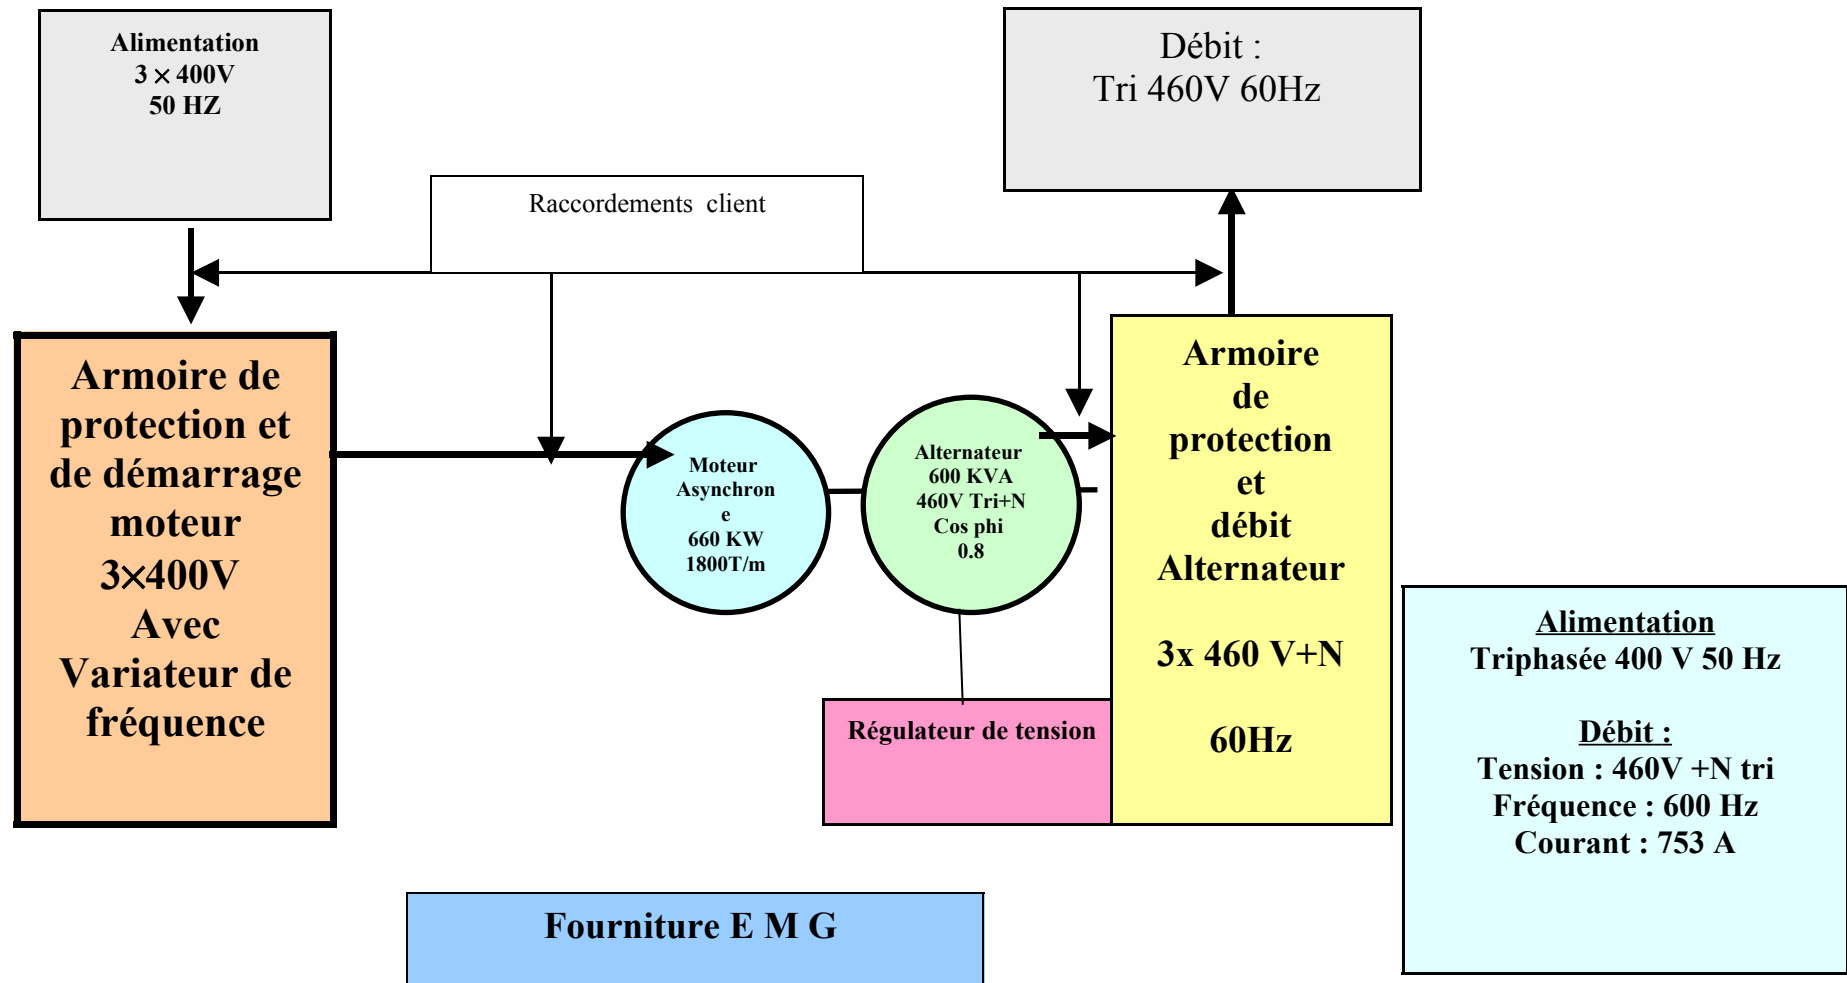 Alimentation
3 × 400V
50 HZ
Débit :
Tri 460V 60Hz
Raccordements client
Armoire de
protection et
de démarrage
moteur
3×400V
Avec
Variateur de
fréquence
Moteur
Asynchron
e
660 KW
1800T/m
Alternateur
600 KVA
460V Tri+N
Cos phi
0.8
Armoire
de
protection
et
débit
Alternateur
3x 460 V+N
60Hz
Régulateur de tension
Alimentation
Triphasée 400 V 50 Hz
Débit :
Tension : 460V +N tri
Fréquence : 600 Hz
Courant : 753 A
Fourniture E M G